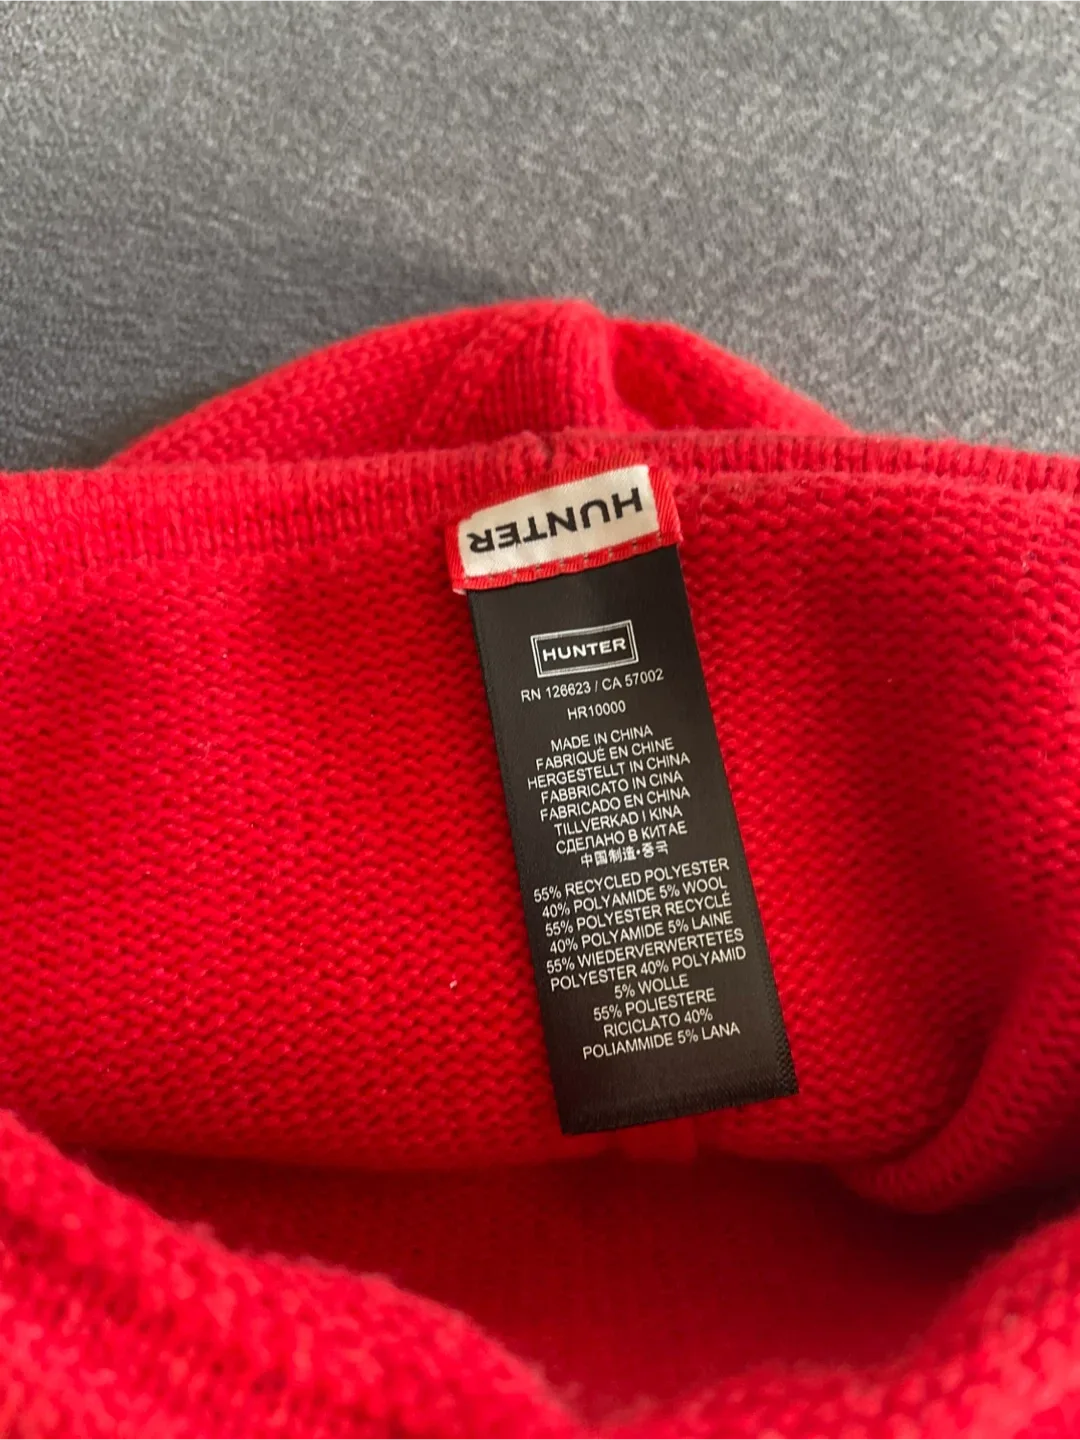 HUNTER
HUNTER
RN 126623 / CA 57002
HR10000
MADE IN CHINA
FABRIQUÉ EN CHINE
HERGESTELLT IN CHINA
FABBRICATO IN CINA
FABRICADO EN CHINA
TILLVERKAD I KINA
СДЕЛАНО В КИТАЕ
中国制造•중국
55% RECYCLED POLYESTER
40% POLYAMIDE 5% WOOL
55% POLYESTER RECYCLÉ
40% POLYAMIDE 5% LAINE
55% WIEDERVERWERTETES
POLYESTER 40% POLYAMID
5% WOLLE
55% POLIESTERE
RICICLATO 40%
POLIAMMIDE 5% LANA